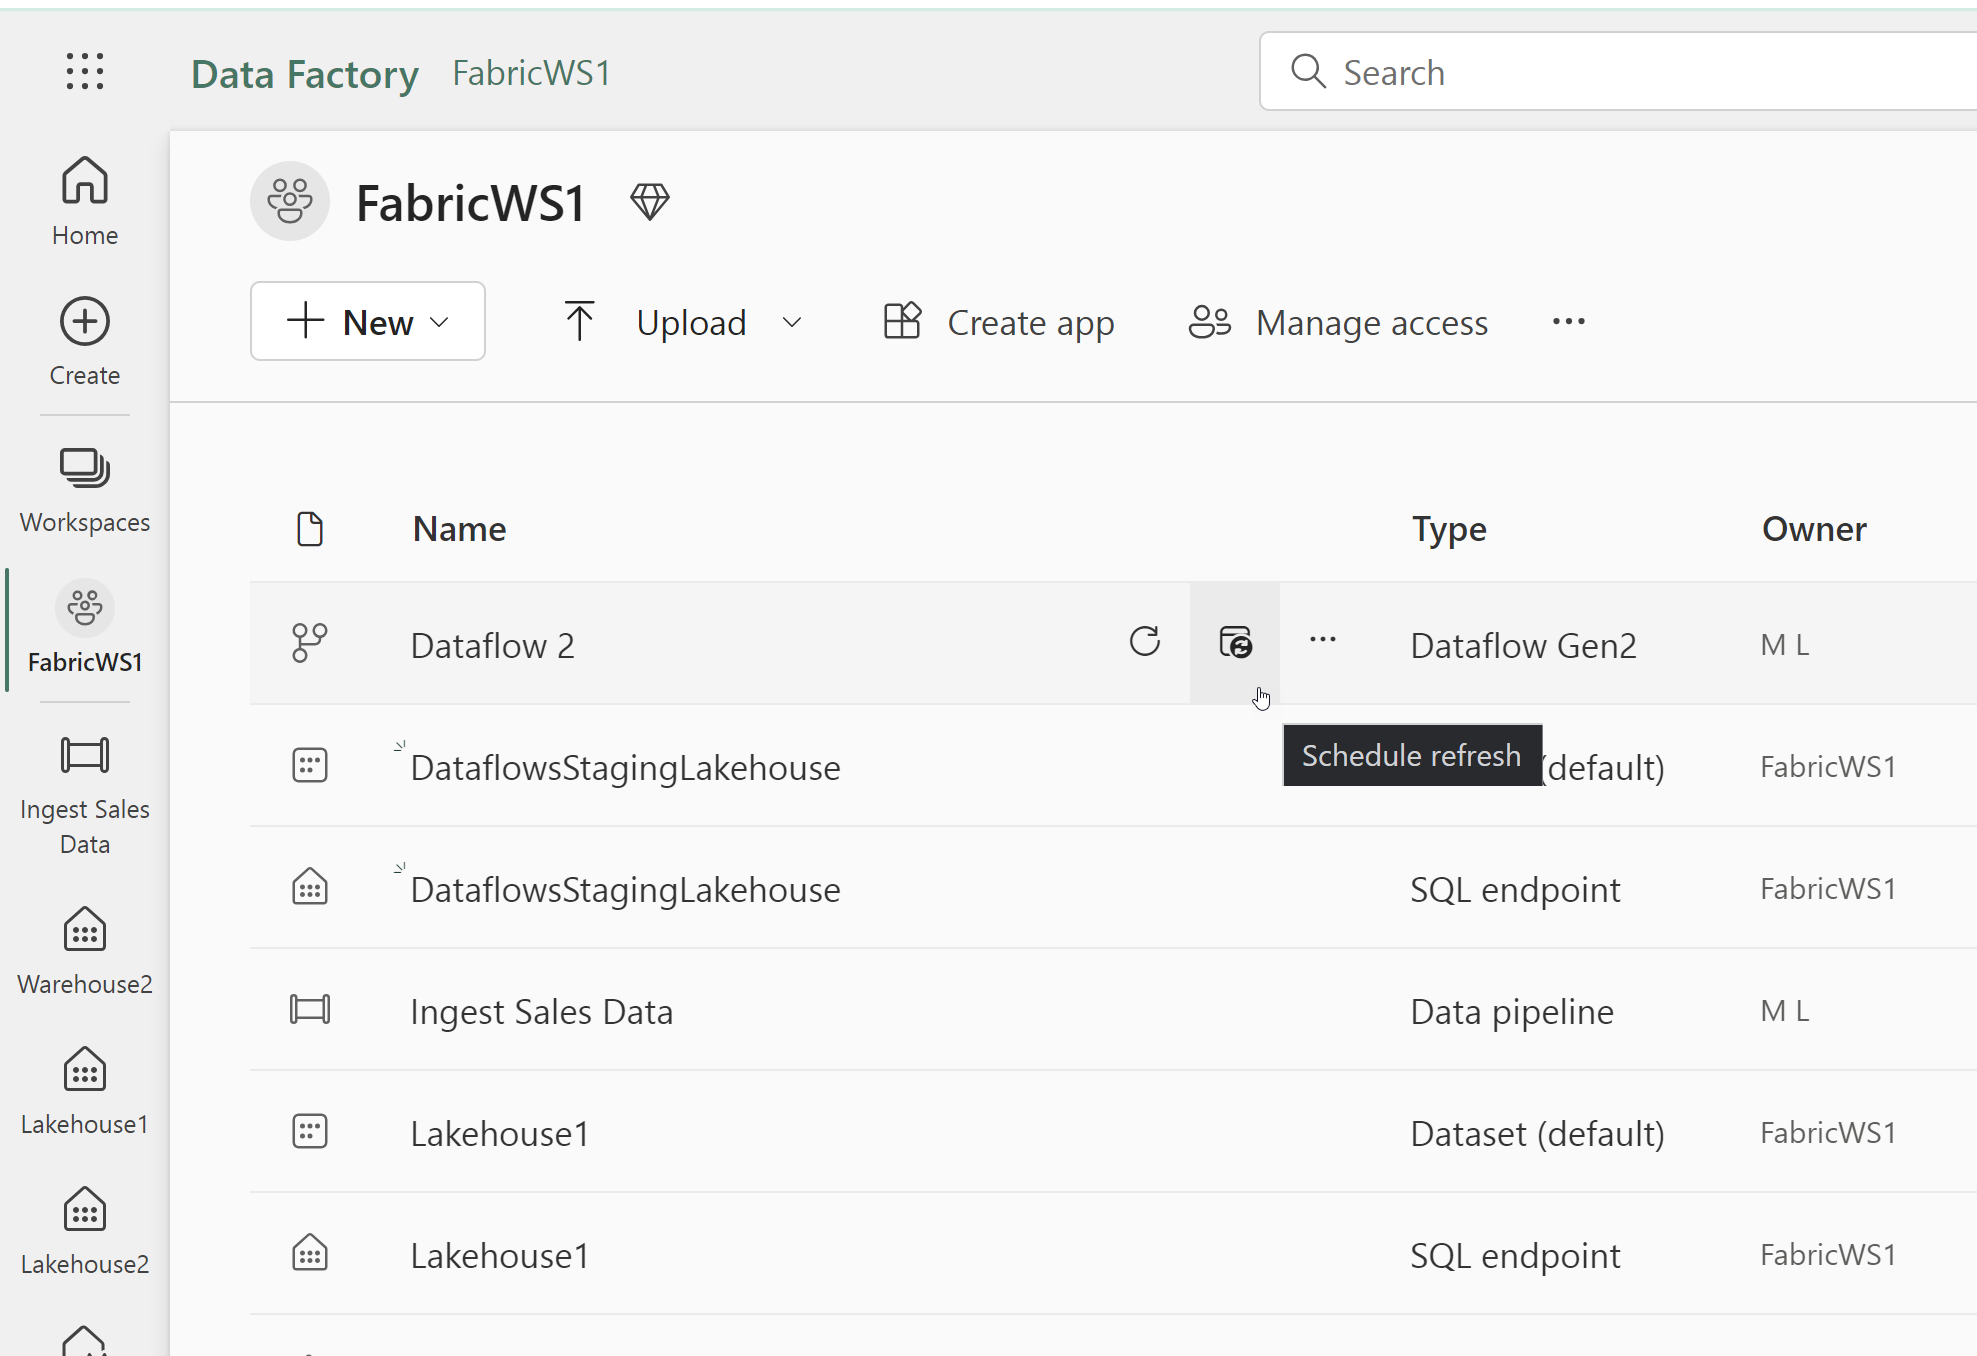 Data Factory FabricWS1
Search
Home
Create
Workspaces
FabricWS1
Ingest Sales
Data
Warehouse2
Lakehouse1
Lakehouse2
FabricWS1
New
Upload
Create app
Manage access
Name Type Owner
Dataflow 2 Dataflow Gen2 M L
Schedule refresh
DataflowsStagingLakehouse (default) FabricWS1
DataflowsStagingLakehouse SQL endpoint FabricWS1
Ingest Sales Data Data pipeline M L
Lakehouse1 Dataset (default) FabricWS1
Lakehouse1 SQL endpoint FabricWS1